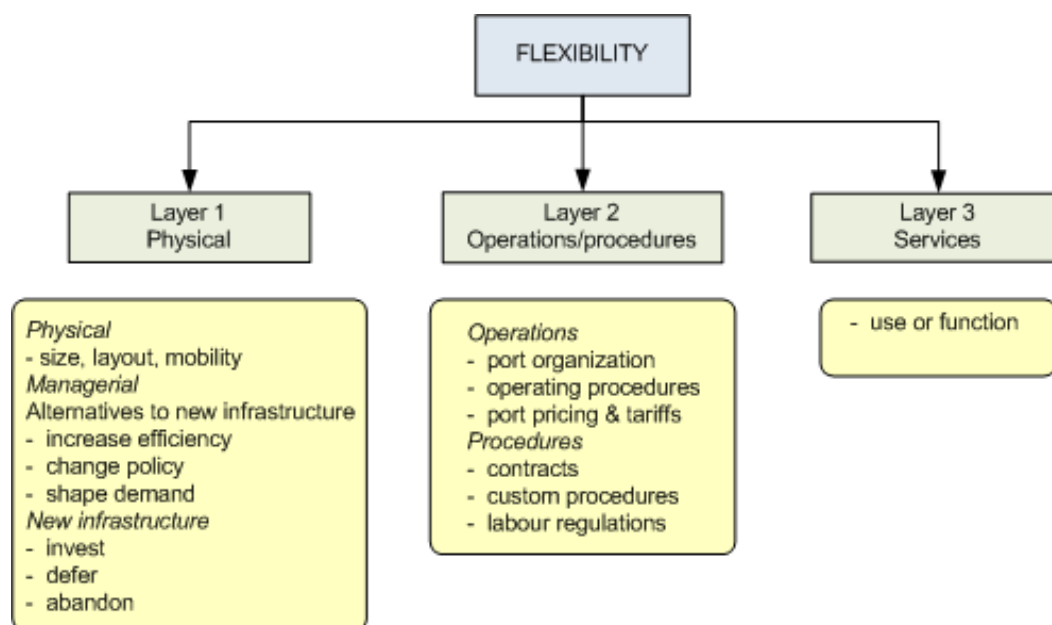 FLEXIBILITY
Layer 1
Physical
Layer 2
Operations/procedures
Layer 3
Services
Physical
- size, layout, mobility
Managerial
Alternatives to new infrastructure
- increase efficiency
- change policy
- shape demand
New infrastructure
- invest
- defer
- abandon
Operations
- port organization
- operating procedures
- port pricing & tariffs
Procedures
- contracts
- custom procedures
- labour regulations
- use or function